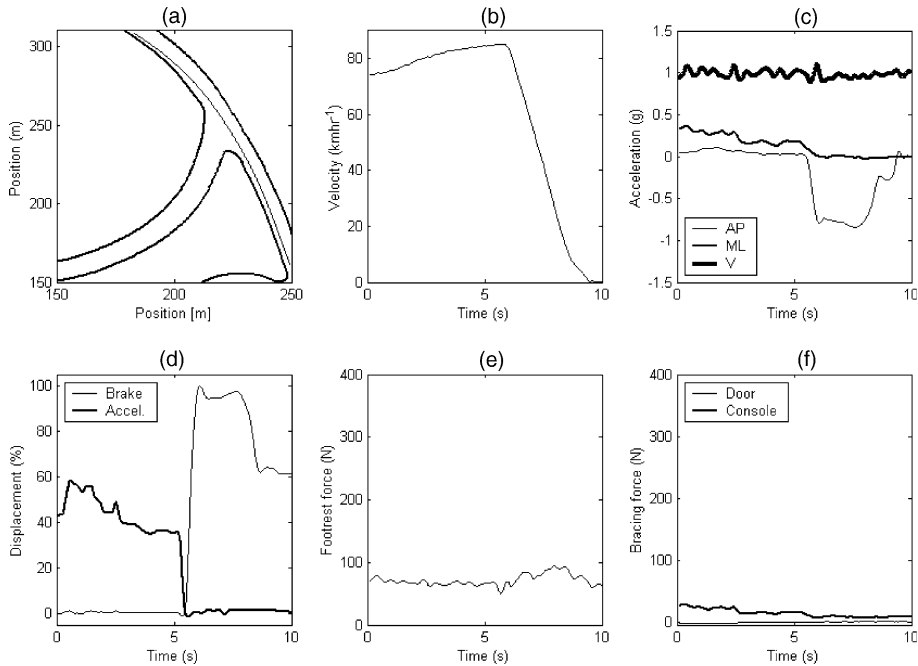 (a)
(b)
(c)
Position (m)
300
250
200
150
150
200
250
Position [m]
Velocity (kmhr⁻¹)
80
60
40
20
0
0
5
10
Time (s)
Acceleration (g)
1.5
1
0.5
0
-0.5
-1
-1.5
AP
ML
V
0
5
10
Time (s)
(d)
(e)
(f)
Displacement (%)
100
80
60
40
20
0
Brake
Accel.
0
5
10
Time (s)
Footrest force (N)
400
300
200
100
0
0
5
10
Time (s)
Bracing force (N)
400
300
200
100
0
Door
Console
0
5
10
Time (s)